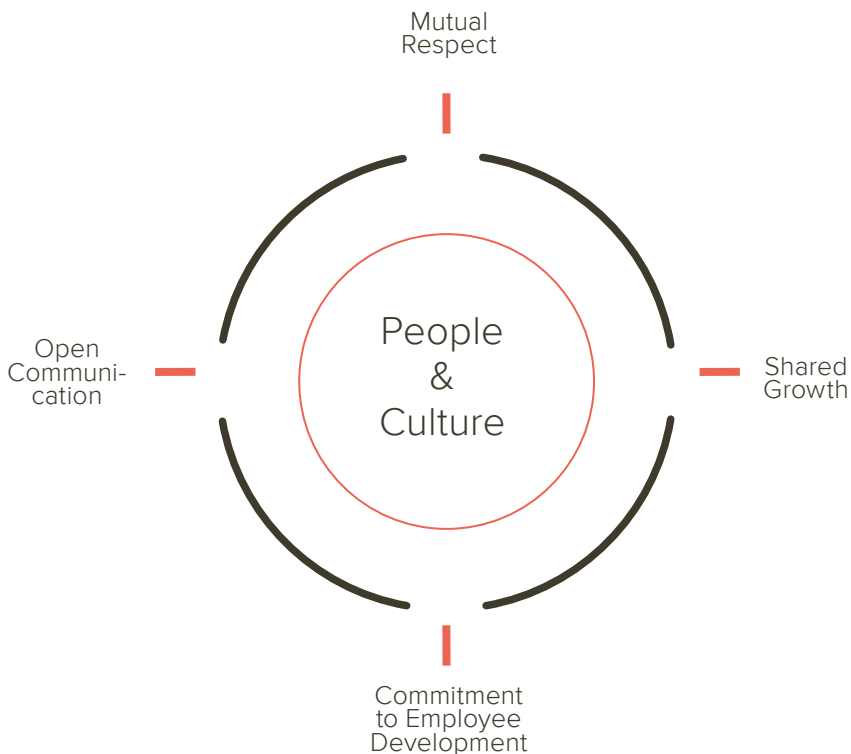 Mutual
Respect
Open
Communi-
cation
People
&
Culture
Shared
Growth
Commitment
to Employee
Development